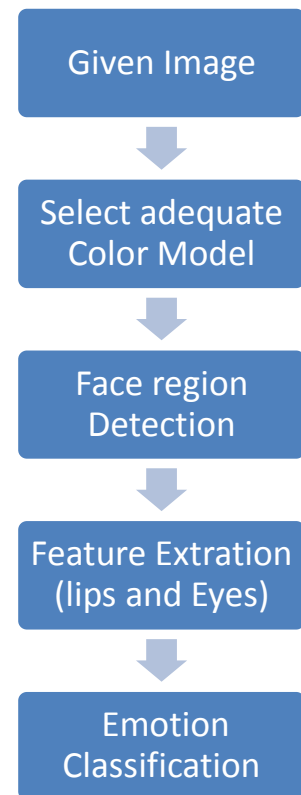 Given Image
Select adequate
Color Model
Face region
Detection
Feature Extration
(lips and Eyes)
Emotion
Classification